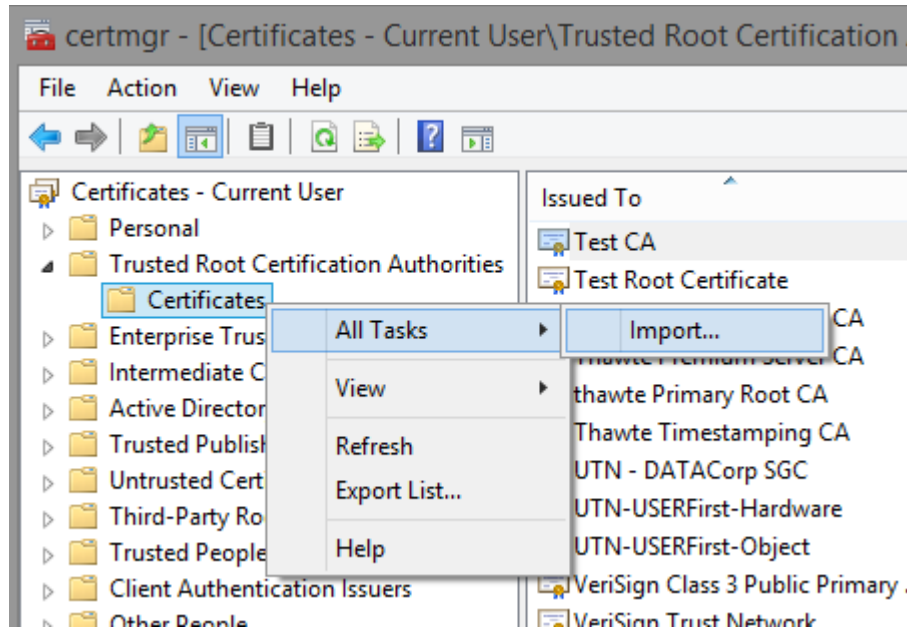 certmgr - [Certificates - Current User\Trusted Root Certification
File Action View Help
Certificates - Current User
Personal
Trusted Root Certification Authorities
Certificates
Enterprise Trus
Intermediate C
Active Director
Trusted Publish
Untrusted Cert
Third-Party Ro
Trusted People
Client Authentication Issuers
Other People
All Tasks
View
Refresh
Export List...
Help
Import...
Issued To
Test CA
Test Root Certificate
CA
Thawte Premium Server CA
thawte Primary Root CA
Thawte Timestamping CA
UTN - DATACorp SGC
UTN-USERFirst-Hardware
UTN-USERFirst-Object
VeriSign Class 3 Public Primary
VeriSign Trust Network